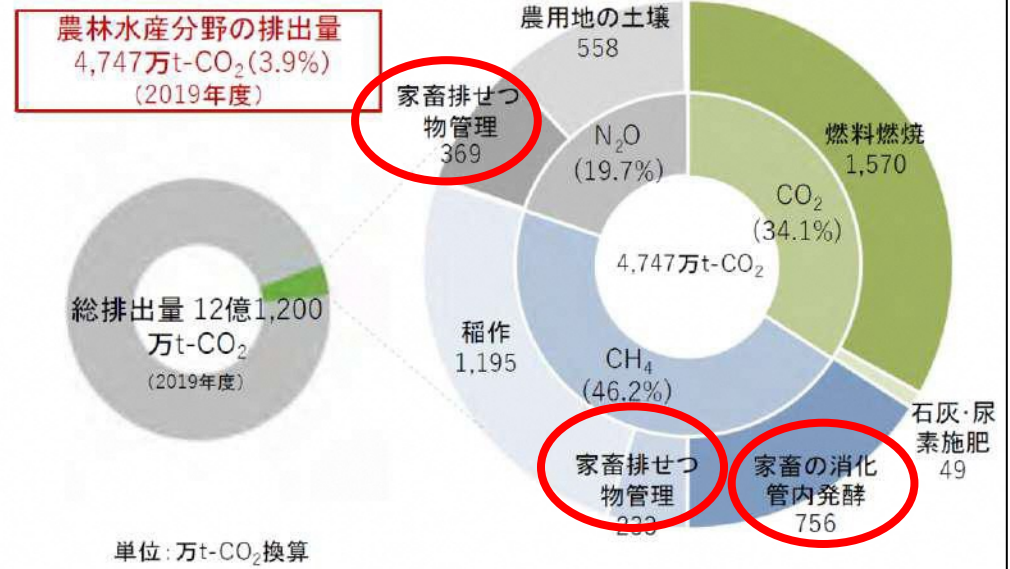 農林水産分野の排出量
4,747万t-CO₂(3.9%)
(2019年度)
総排出量 12億1,200
万t-CO₂
(2019年度)
単位：万t-CO₂換算
農用地の土壌
558
家畜排せつ
物管理
369
N₂O
(19.7%)
CO₂
(34.1%)
燃料燃焼
1,570
4,747万t-CO₂
稲作
1,195
CH₄
(46.2%)
家畜排せつ
物管理
233
家畜の消化
管内発酵
756
石灰･尿
素施肥
49